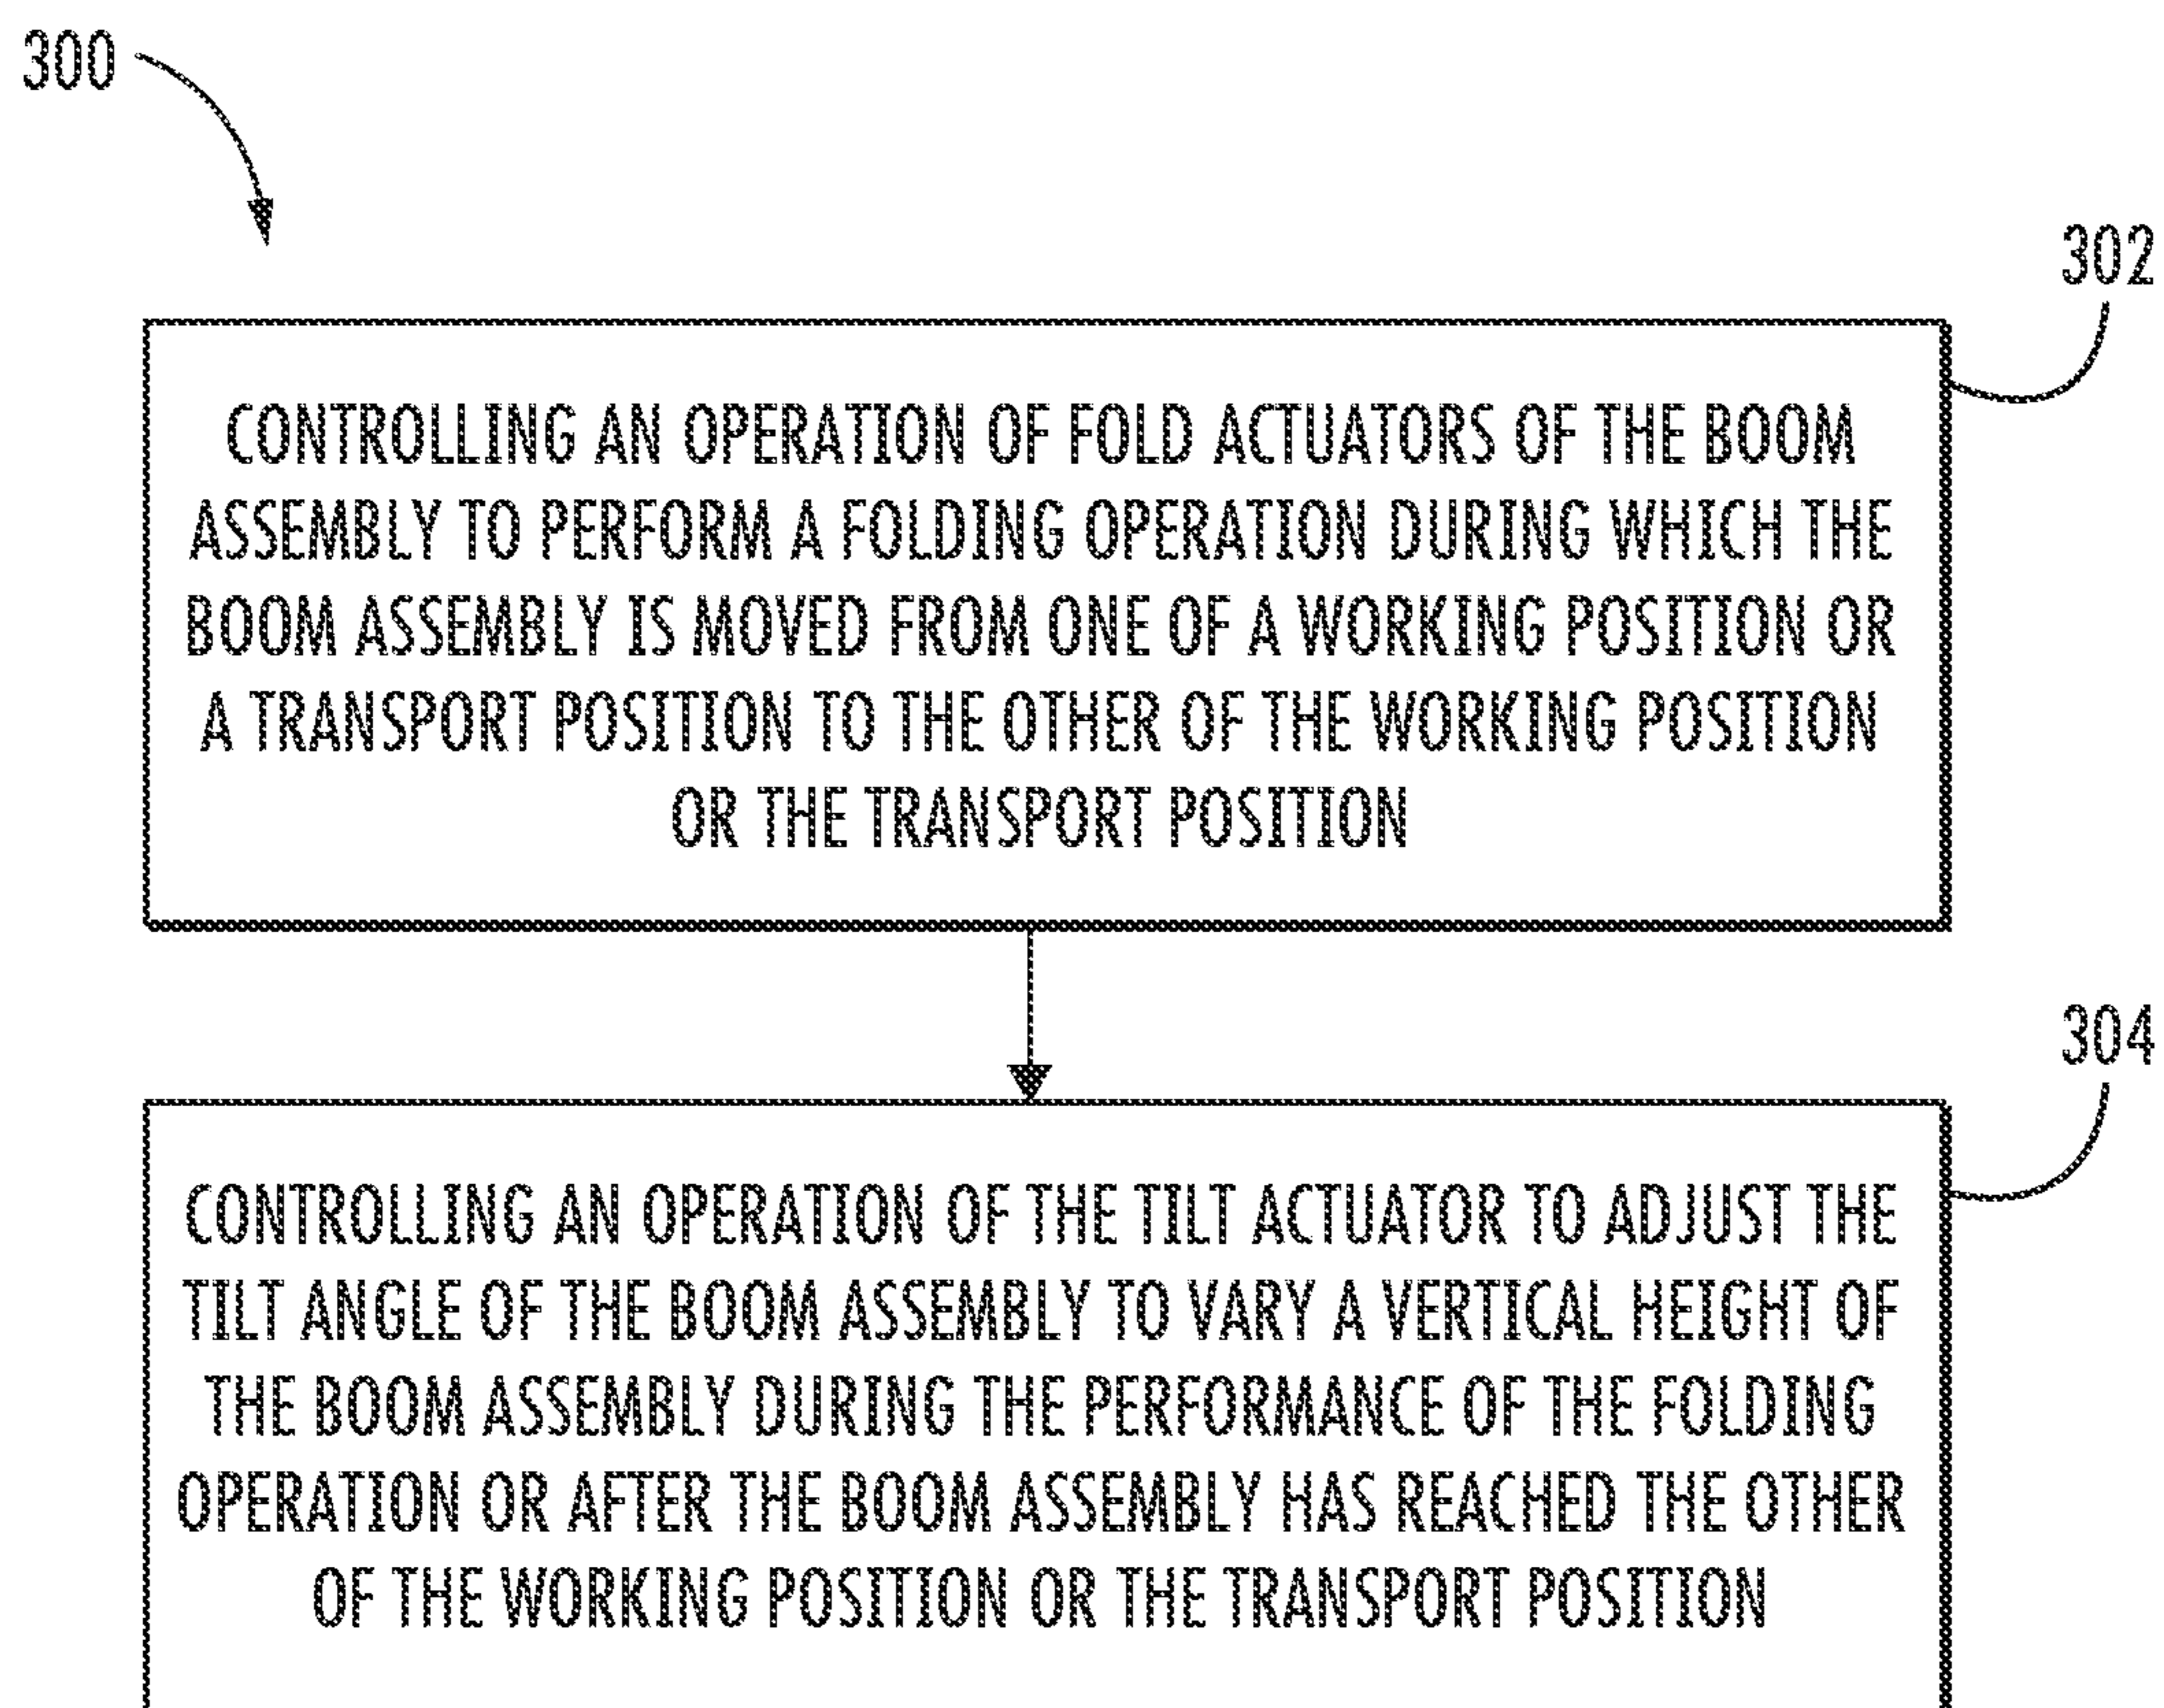 300
302
CONTROLLING AN OPERATION OF FOLD ACTUATORS OF THE BOOM
ASSEMBLY TO PERFORM A FOLDING OPERATION DURING WHICH THE
BOOM ASSEMBLY IS MOVED FROM ONE OF A WORKING POSITION OR
A TRANSPORT POSITION TO THE OTHER OF THE WORKING POSITION
OR THE TRANSPORT POSITION
304
CONTROLLING AN OPERATION OF THE TILT ACTUATOR TO ADJUST THE
TILT ANGLE OF THE BOOM ASSEMBLY TO VARY A VERTICAL HEIGHT OF
THE BOOM ASSEMBLY DURING THE PERFORMANCE OF THE FOLDING
OPERATION OR AFTER THE BOOM ASSEMBLY HAS REACHED THE OTHER
OF THE WORKING POSITION OR THE TRANSPORT POSITION